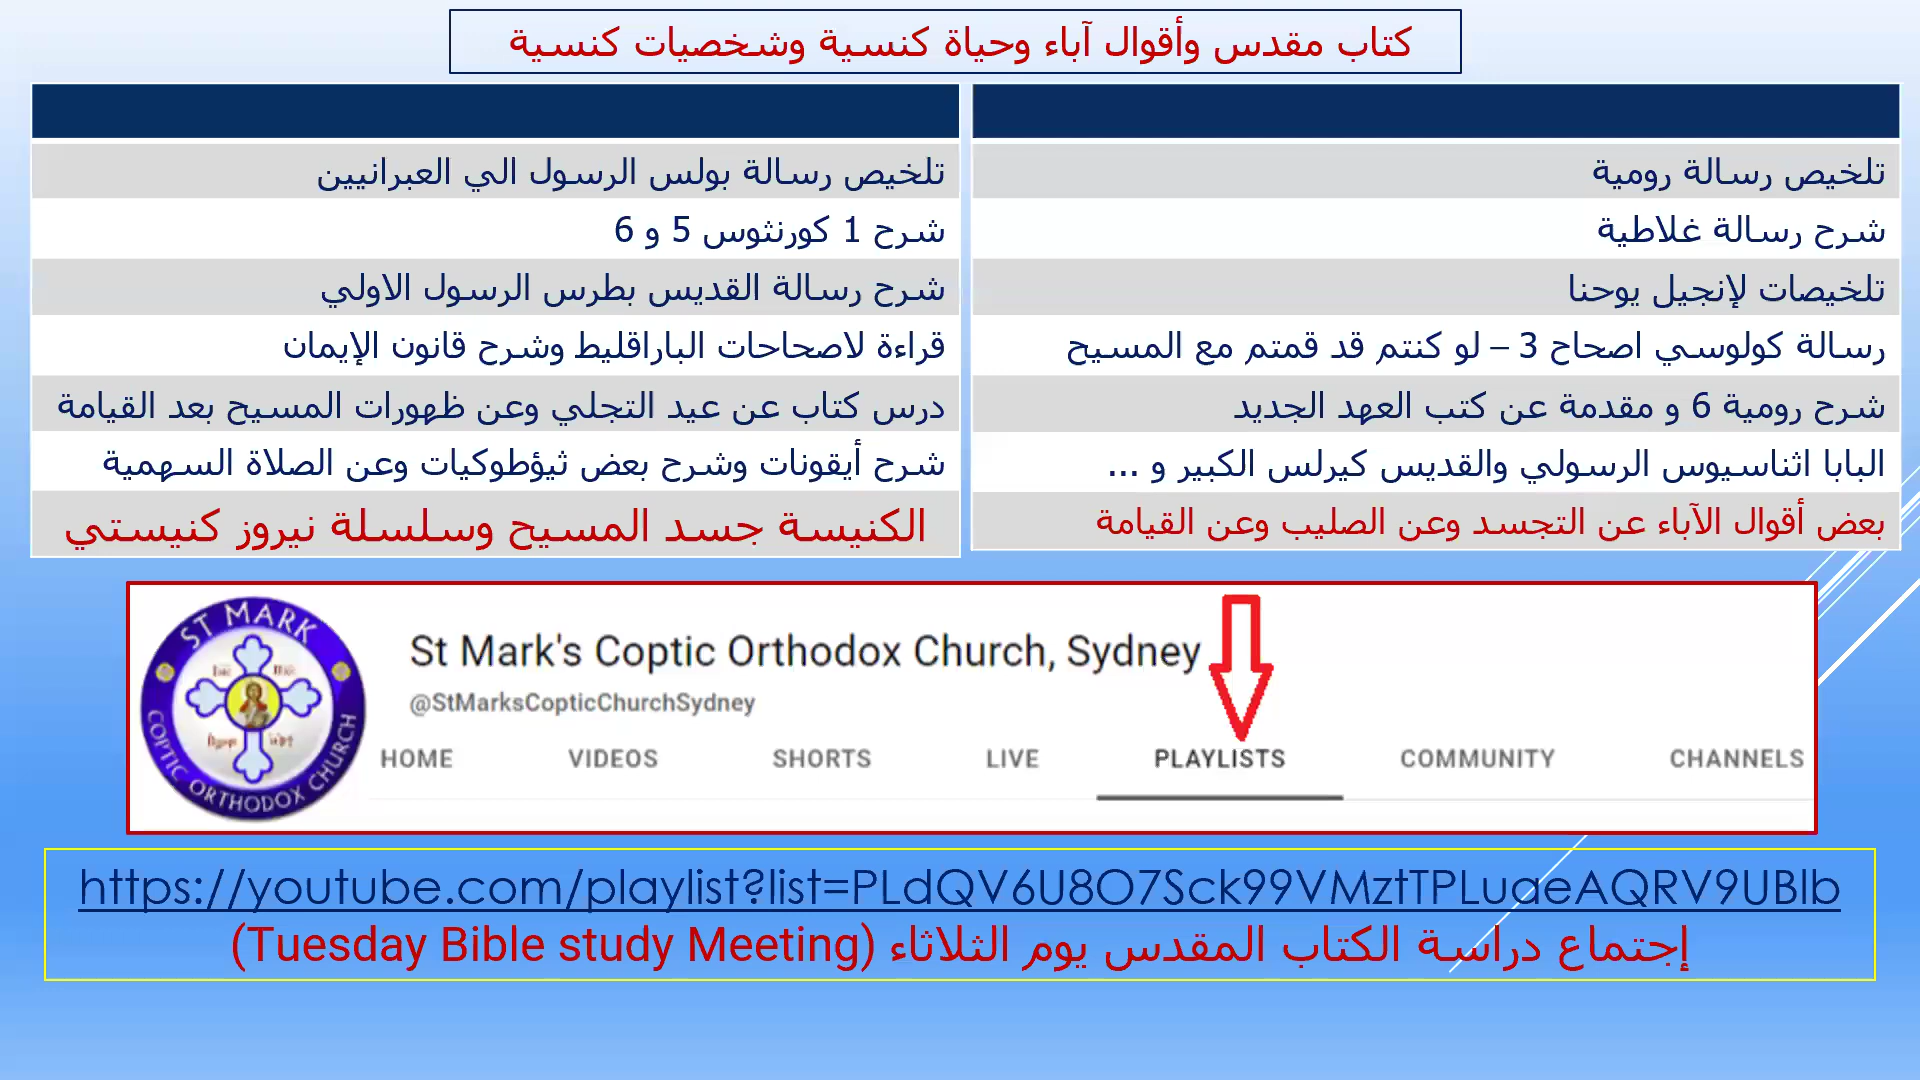 كتاب مقدس وأقوال آباء وحياة كنسية وشخصيات كنسية
تلخيص رسالة رومية
شرح رسالة غلاطية
تلخيصات لإنجيل يوحنا
رسالة كولوسي اصحاح 3 – لو كنتم قد قمتم مع المسيح
شرح رومية 6 و مقدمة عن كتب العهد الجديد
البابا اثناسيوس الرسولي والقديس كيرلس الكبير و ...
بعض أقوال الآباء عن التجسد وعن الصليب وعن القيامة
تلخيص رسالة بولس الرسول الي العبرانيين
شرح 1 كورنثوس 5 و 6
شرح رسالة القديس بطرس الرسول الاولي
قراءة لاصحاحات الباراقليط وشرح قانون الإيمان
درس كتاب عن عيد التجلي وعن ظهورات المسيح بعد القيامة
شرح أيقونات وشرح بعض ثيؤطوكيات وعن الصلاة السهمية
الكنيسة جسد المسيح وسلسلة نيروز كنيستي
ST MARK
COPTIC ORTHODOX CHURCH
St Mark's Coptic Orthodox Church, Sydney
@StMarksCopticChurchSydney
HOME VIDEOS SHORTS LIVE PLAYLISTS COMMUNITY CHANNELS
https://youtube.com/playlist?list=PLdQV6U8O7Sck99VMztTPLuaeAQRV9UBlb
إجتماع دراسة الكتاب المقدس يوم الثلاثاء (Tuesday Bible study Meeting)